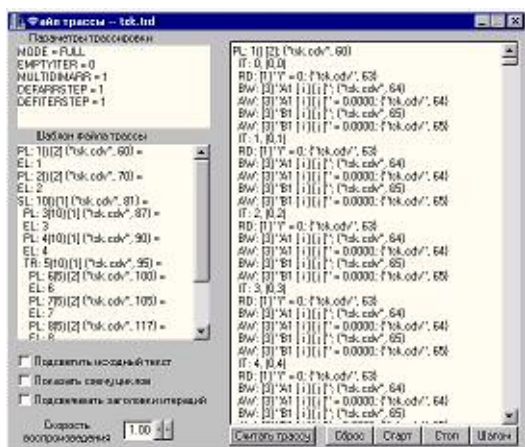 Файл трассы -- tsk.trd
Параметры трассировки
MODE = FULL
EMPTYITER = 0
MULTIDIMARR = 1
DEFARRSTEP = 1
DEFITERSTEP = 1
Шаблон файла трассы
PL: 1()[2] {"tsk.cdv", 60} =
EL: 1
PL: 2()[2] {"tsk.cdv", 70} =
EL: 2
SL: 10()[1] {"tsk.cdv", 81} =
PL: 3(10)[1] {"tsk.cdv", 87} =
EL: 3
PL: 4(10)[1] {"tsk.cdv", 90} =
EL: 4
TR: 5(10)[1] {"tsk.cdv", 95} =
PL: 6(5)[2] {"tsk.cdv", 100} =
EL: 6
PL: 7(5)[2] {"tsk.cdv", 105} =
EL: 7
PL: 8(5)[2] {"tsk.cdv", 117} =
EL: 8
Подсветить исходный текст
Показать схему циклов
Подсвечивать заголовки итераций
Скорость
воспроизведения
1.00
PL: 1() [2]; {"tsk.cdv", 60}
IT: 0, (0,0)
RD: [1] "i" = 0; {"tsk.cdv", 63}
BW: [3] "A1 [ i ][ j ]"; {"tsk.cdv", 64}
AW: [3] "A1 [ i ][ j ]" = 0.0000; {"tsk.cdv", 64}
BW: [3] "B1 [ i ][ j ]"; {"tsk.cdv", 65}
AW: [3] "B1 [ i ][ j ]" = 0.0000; {"tsk.cdv", 65}
IT: 1, (0,1)
RD: [1] "i" = 0; {"tsk.cdv", 63}
BW: [3] "A1 [ i ][ j ]"; {"tsk.cdv", 64}
AW: [3] "A1 [ i ][ j ]" = 0.0000; {"tsk.cdv", 64}
BW: [3] "B1 [ i ][ j ]"; {"tsk.cdv", 65}
AW: [3] "B1 [ i ][ j ]" = 0.0000; {"tsk.cdv", 65}
IT: 2, (0,2)
RD: [1] "i" = 0; {"tsk.cdv", 63}
BW: [3] "A1 [ i ][ j ]"; {"tsk.cdv", 64}
AW: [3] "A1 [ i ][ j ]" = 0.0000; {"tsk.cdv", 64}
BW: [3] "B1 [ i ][ j ]"; {"tsk.cdv", 65}
AW: [3] "B1 [ i ][ j ]" = 0.0000; {"tsk.cdv", 65}
IT: 3, (0,3)
RD: [1] "i" = 0; {"tsk.cdv", 63}
BW: [3] "A1 [ i ][ j ]"; {"tsk.cdv", 64}
AW: [3] "A1 [ i ][ j ]" = 0.0000; {"tsk.cdv", 64}
BW: [3] "B1 [ i ][ j ]"; {"tsk.cdv", 65}
AW: [3] "B1 [ i ][ j ]" = 0.0000; {"tsk.cdv", 65}
IT: 4, (0,4)
RD: [1] "i" = 0; {"tsk.cdv", 63}
BW: [3] "A1 [ i ][ j ]"; {"tsk.cdv", 64}
AW: [3] "A1 [ i ][ j ]" = 0.0000; {"tsk.cdv", 64}
BW: [3] "B1 [ i ][ j ]"; {"tsk.cdv", 65}
Считать трассу Сброс Старт Стоп Шагом